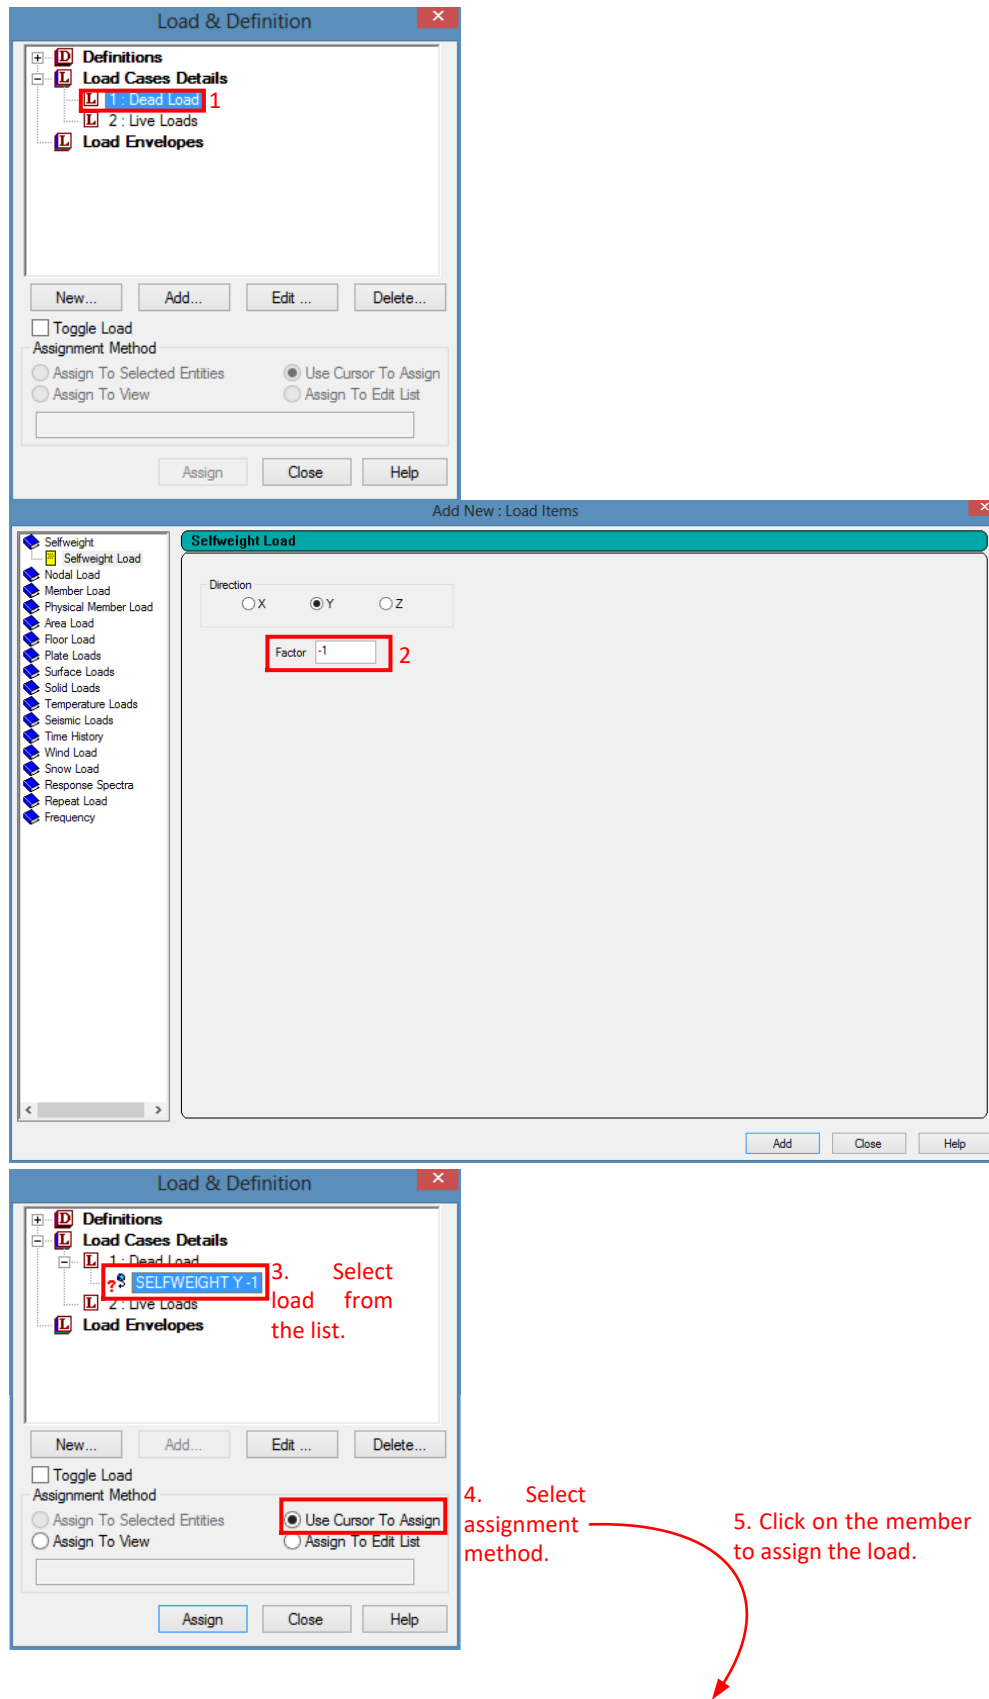 Load & Definition
Definitions
Load Cases Details
1 : Dead Load 1
2 : Live Loads
Load Envelopes
New... Add... Edit ... Delete...
Toggle Load
Assignment Method
Assign To Selected Entities Use Cursor To Assign
Assign To View Assign To Edit List
Assign Close Help
Add New : Load Items
Selfweight
Selfweight Load
Nodal Load
Member Load
Physical Member Load
Area Load
Floor Load
Plate Loads
Surface Loads
Solid Loads
Temperature Loads
Seismic Loads
Time History
Wind Load
Snow Load
Response Spectra
Repeat Load
Frequency
Selfweight Load
Direction
X Y Z
Factor -1 2
Add Close Help
Load & Definition
Definitions
Load Cases Details
1 : Dead Load
SELFWEIGHT Y -1
2 : Live Loads
Load Envelopes
3. Select
load from
the list.
New... Add... Edit ... Delete...
Toggle Load
Assignment Method
Assign To Selected Entities Use Cursor To Assign
Assign To View Assign To Edit List
Assign Close Help
4. Select
assignment
method.
5. Click on the member
to assign the load.